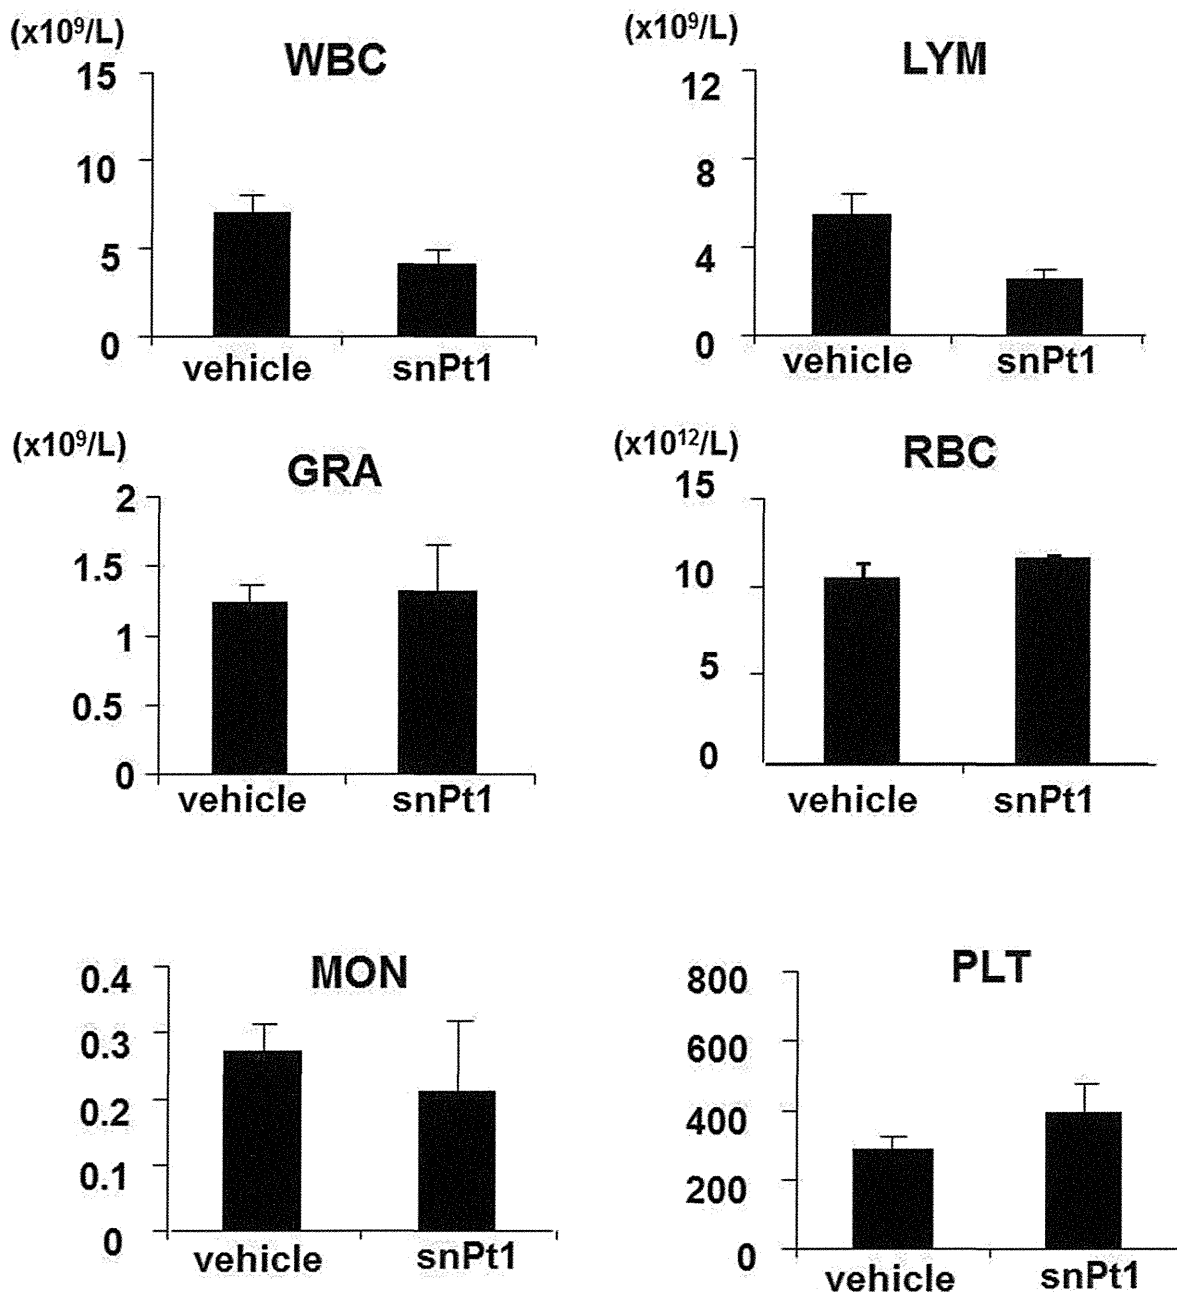 (x10⁹/L)
WBC
15
10
5
0
vehicle snPt1
(x10⁹/L)
LYM
12
8
4
0
vehicle snPt1
(x10⁹/L)
GRA
2
1.5
1
0.5
0
vehicle snPt1
(x10¹²/L)
RBC
15
10
5
0
vehicle snPt1
MON
0.4
0.3
0.2
0.1
0
vehicle snPt1
PLT
800
600
400
200
0
vehicle snPt1